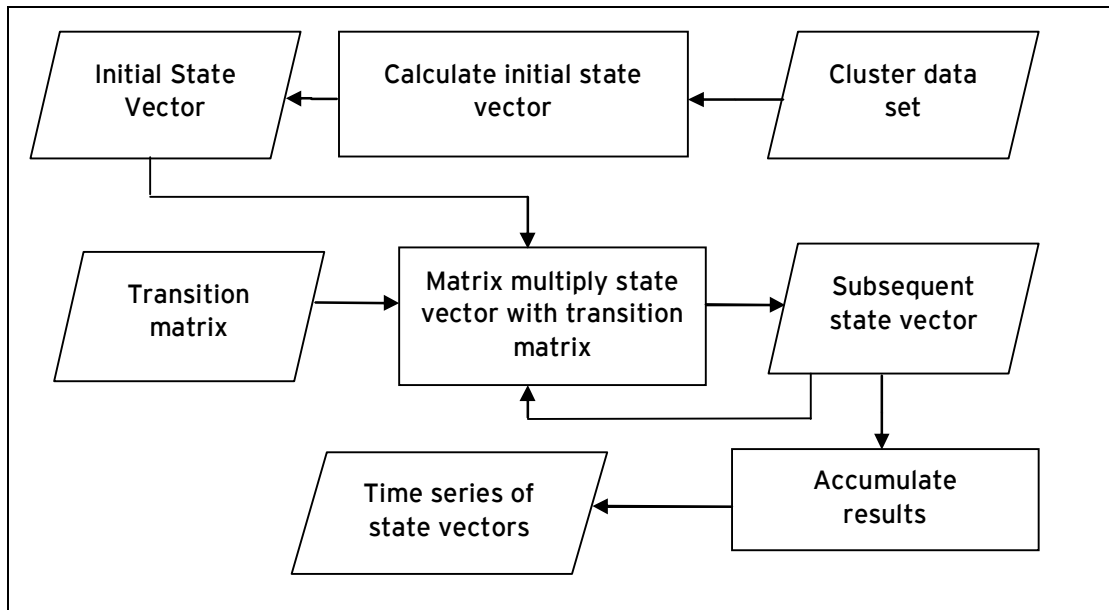 Initial State
Vector
Calculate initial state
vector
Cluster data
set
Transition
matrix
Matrix multiply state
vector with transition
matrix
Subsequent
state vector
Time series of
state vectors
Accumulate
results